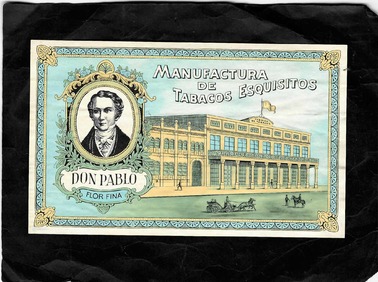 MANUFACTURA
DE
TABACOS ESQUISITOS
DON PABLO
FLOR FINA